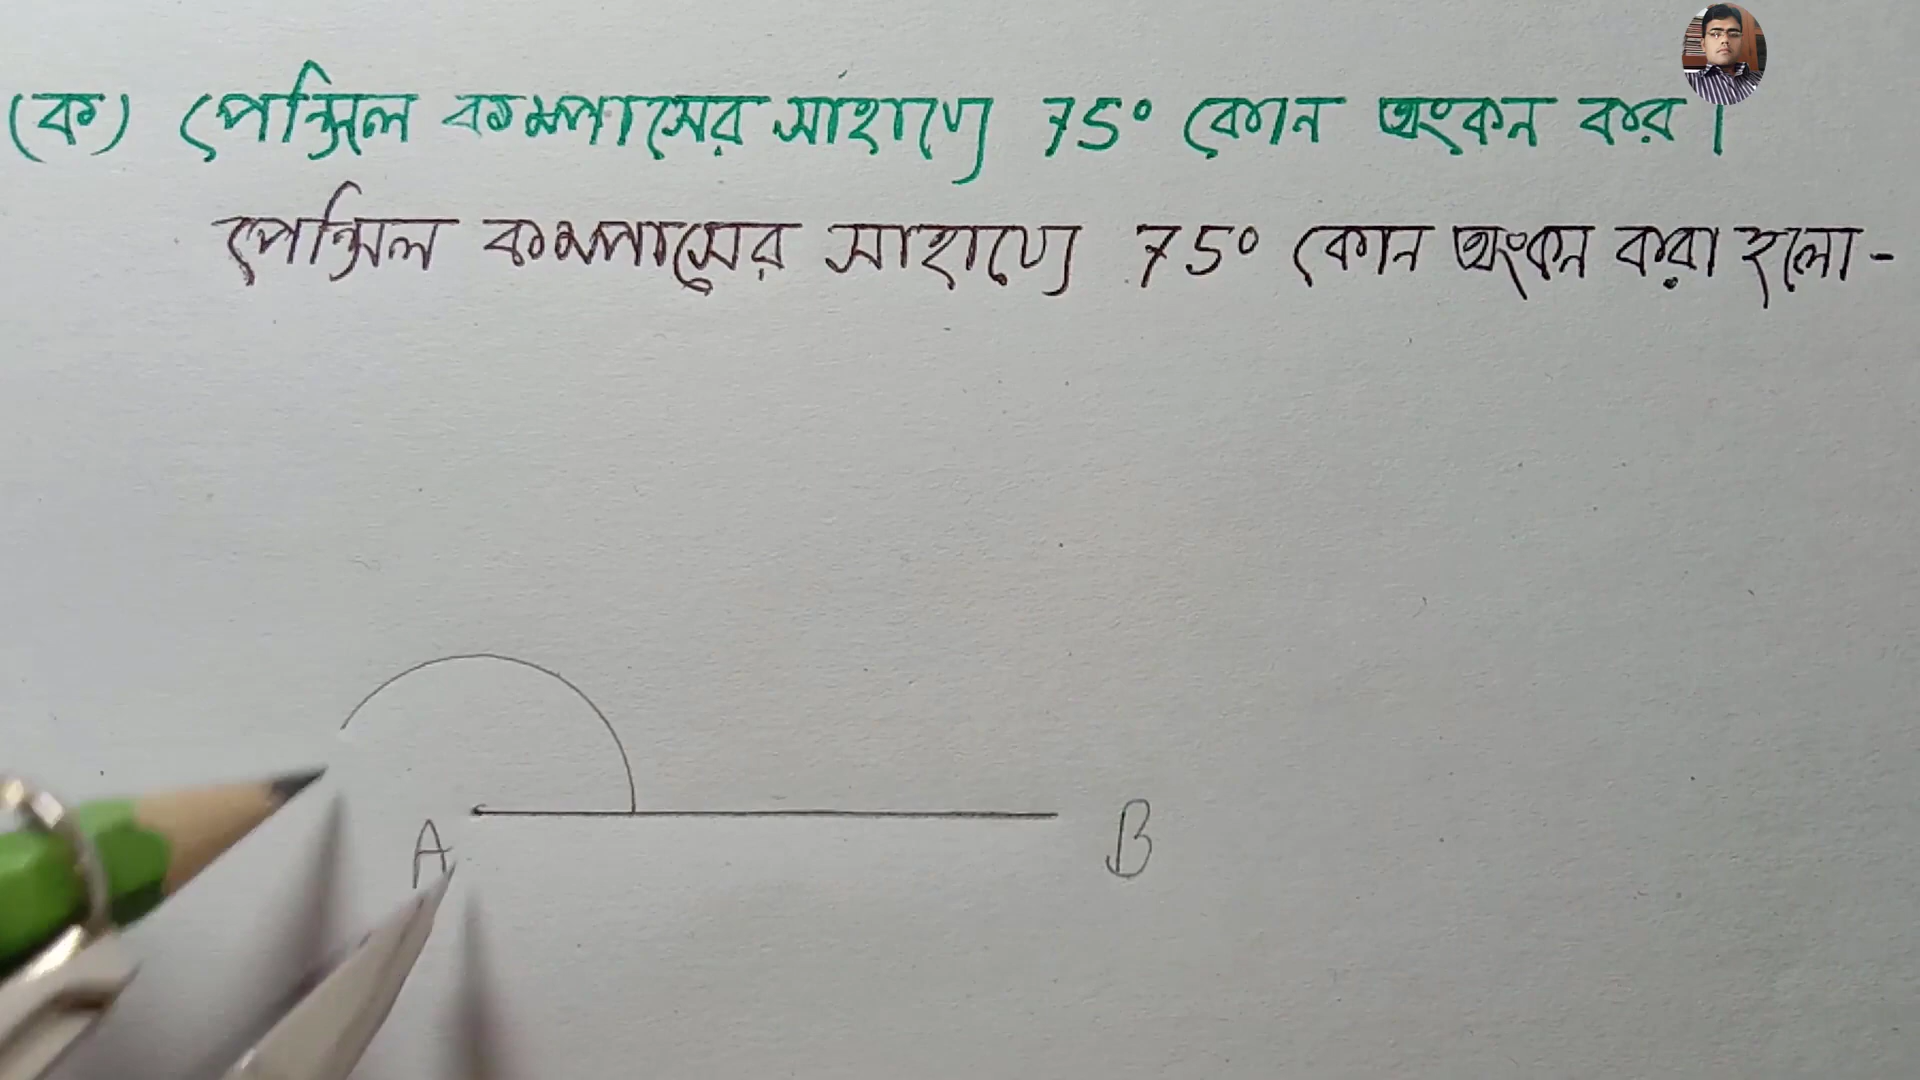 (ক) পেন্সিল কম্পাসের সাহায্যে 75° কোন অংকন কর।
পেন্সিল কম্পাসের সাহায্যে 75° কোন অংকন করা হলো-
A B